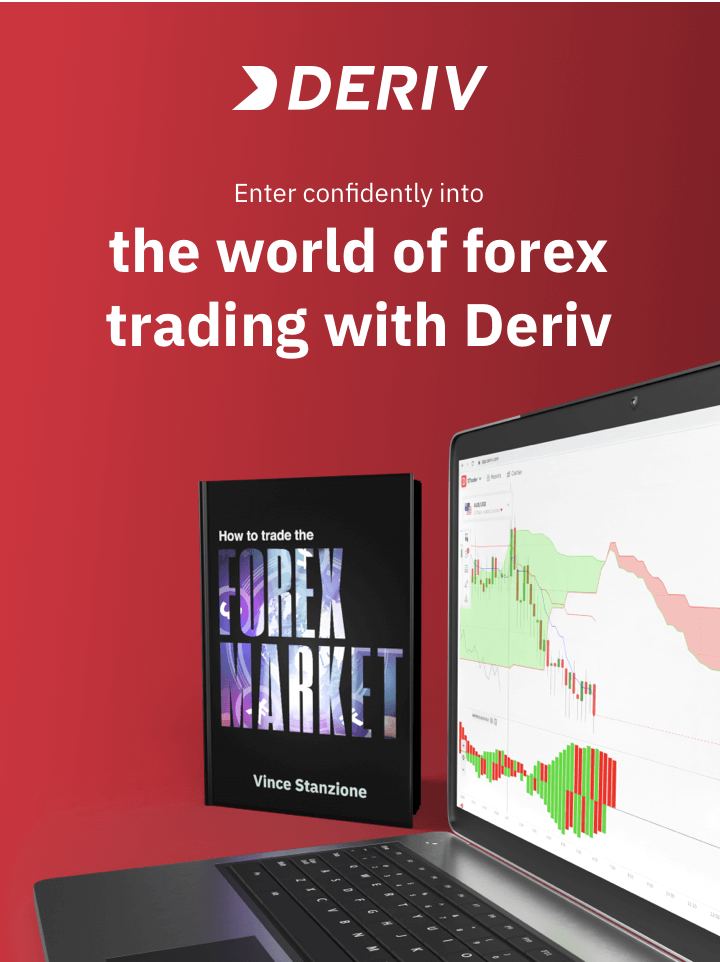 DERIV
Enter confidently into
the world of forex
trading with Deriv
How to trade the
FOREX
MARKET
Vince Stanzione